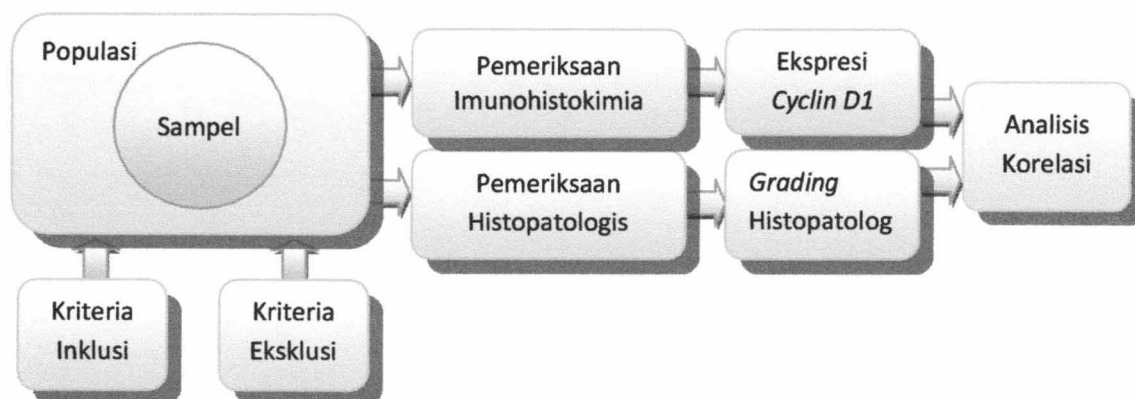 Populasi
Sampel
Kriteria
Inklusi
Kriteria
Eksklusi
Pemeriksaan
Imunohistokimia
Pemeriksaan
Histopatologis
Ekspresi
Cyclin D1
Grading
Histopatolog
Analisis
Korelasi